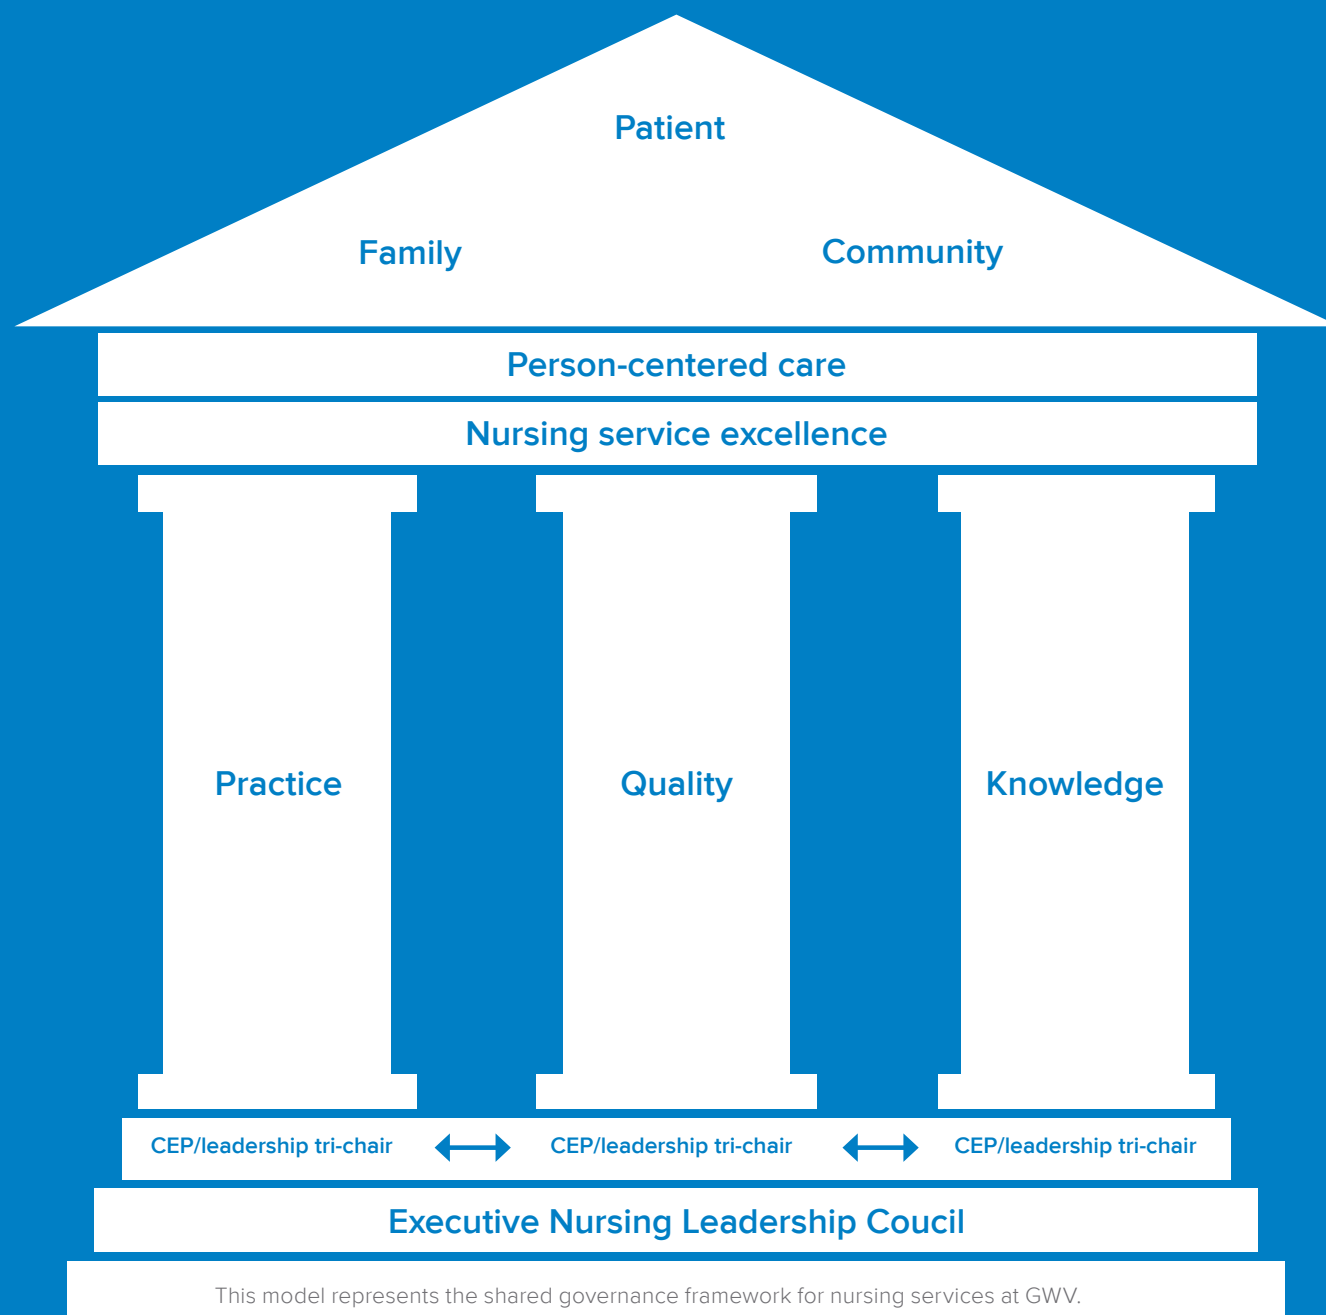 Patient
Family Community
Person-centered care
Nursing service excellence
Practice Quality Knowledge
CEP/leadership tri-chair CEP/leadership tri-chair CEP/leadership tri-chair
Executive Nursing Leadership Coucil
This model represents the shared governance framework for nursing services at GWV.